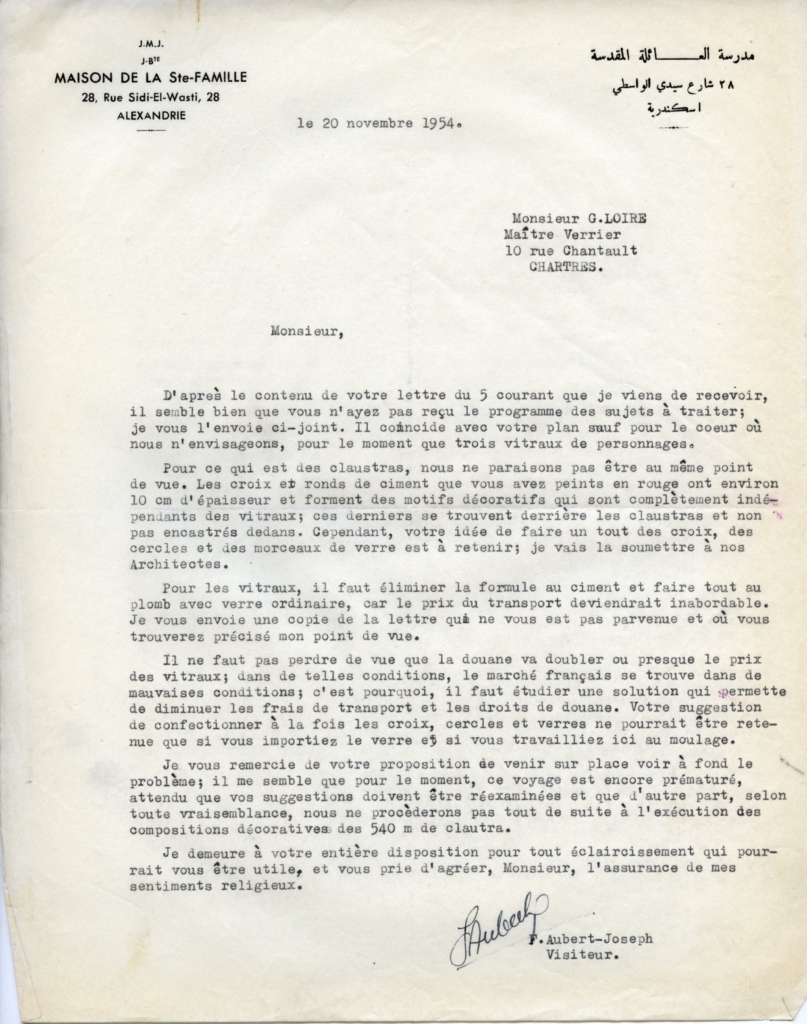 J.M.J.
J-Bte
MAISON DE LA Ste-FAMILLE
28, Rue Sidi-El-Wasti, 28
ALEXANDRIE
مدرسة العـــائلة المقدسة
٢٨ شارع سيدي الواسطي
اسكندرية
le 20 novembre 1954.
Monsieur G.LOIRE
Maître Verrier
10 rue Chantault
CHARTRES.
Monsieur,
D'après le contenu de votre lettre du 5 courant que je viens de recevoir,
il semble bien que vous n'ayez pas reçu le programme des sujets à traiter;
je vous l'envoie ci-joint. Il coïncide avec votre plan sauf pour le coeur où
nous n'envisageons, pour le moment que trois vitraux de personnages.
Pour ce qui est des claustras, nous ne paraisons pas être au même point
de vue. Les croix et ronds de ciment que vous avez peints en rouge ont environ
10 cm d'épaisseur et forment des motifs décoratifs qui sont complètement indé-
pendants des vitraux; ces derniers se trouvent derrière les claustras et non
pas encastrés dedans. Cependant, votre idée de faire un tout des croix, des
cercles et des morceaux de verre est à retenir; je vais la soumettre à nos
Architectes.
Pour les vitraux, il faut éliminer la formule au ciment et faire tout au
plomb avec verre ordinaire, car le prix du transport deviendrait inabordable.
Je vous envoie une copie de la lettre qui ne vous est pas parvenue et où vous
trouverez précisé mon point de vue.
Il ne faut pas perdre de vue que la douane va doubler ou presque le prix
des vitraux; dans de telles conditions, le marché français se trouve dans de
mauvaises conditions; c'est pourquoi, il faut étudier une solution qui permette
de diminuer les frais de transport et les droits de douane. Votre suggestion
de confectionner à la fois les croix, cercles et verres ne pourrait être rete-
nue que si vous importiez le verre et si vous travailliez ici au moulage.
Je vous remercie de votre proposition de venir sur place voir à fond le
problème; il me semble que pour le moment, ce voyage est encore prématuré,
attendu que vos suggestions doivent être réexaminées et que d'autre part, selon
toute vraisemblance, nous ne procèderons pas tout de suite à l'exécution des
compositions décoratives des 540 m de clautra.
Je demeure à votre entière disposition pour tout éclaircissement qui pour-
rait vous être utile, et vous prie d'agréer, Monsieur, l'assurance de mes
sentiments religieux.
F.Aubert
F.Aubert-Joseph
Visiteur.